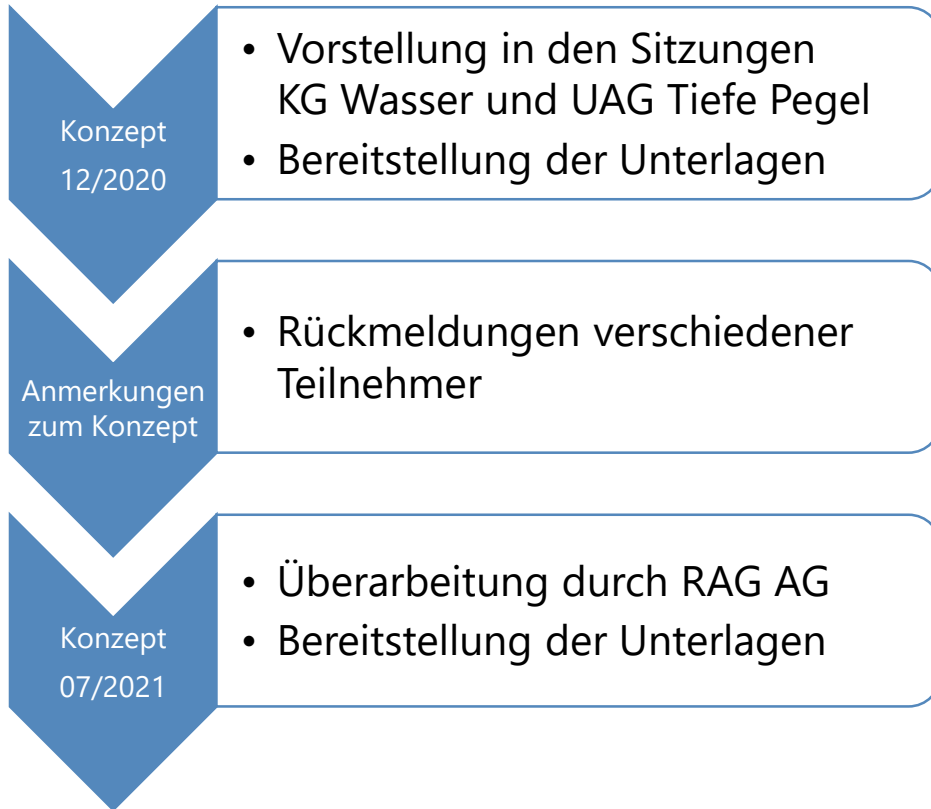 Konzept
12/2020
• Vorstellung in den Sitzungen
KG Wasser und UAG Tiefe Pegel
• Bereitstellung der Unterlagen
Anmerkungen
zum Konzept
• Rückmeldungen verschiedener
Teilnehmer
Konzept
07/2021
• Überarbeitung durch RAG AG
• Bereitstellung der Unterlagen